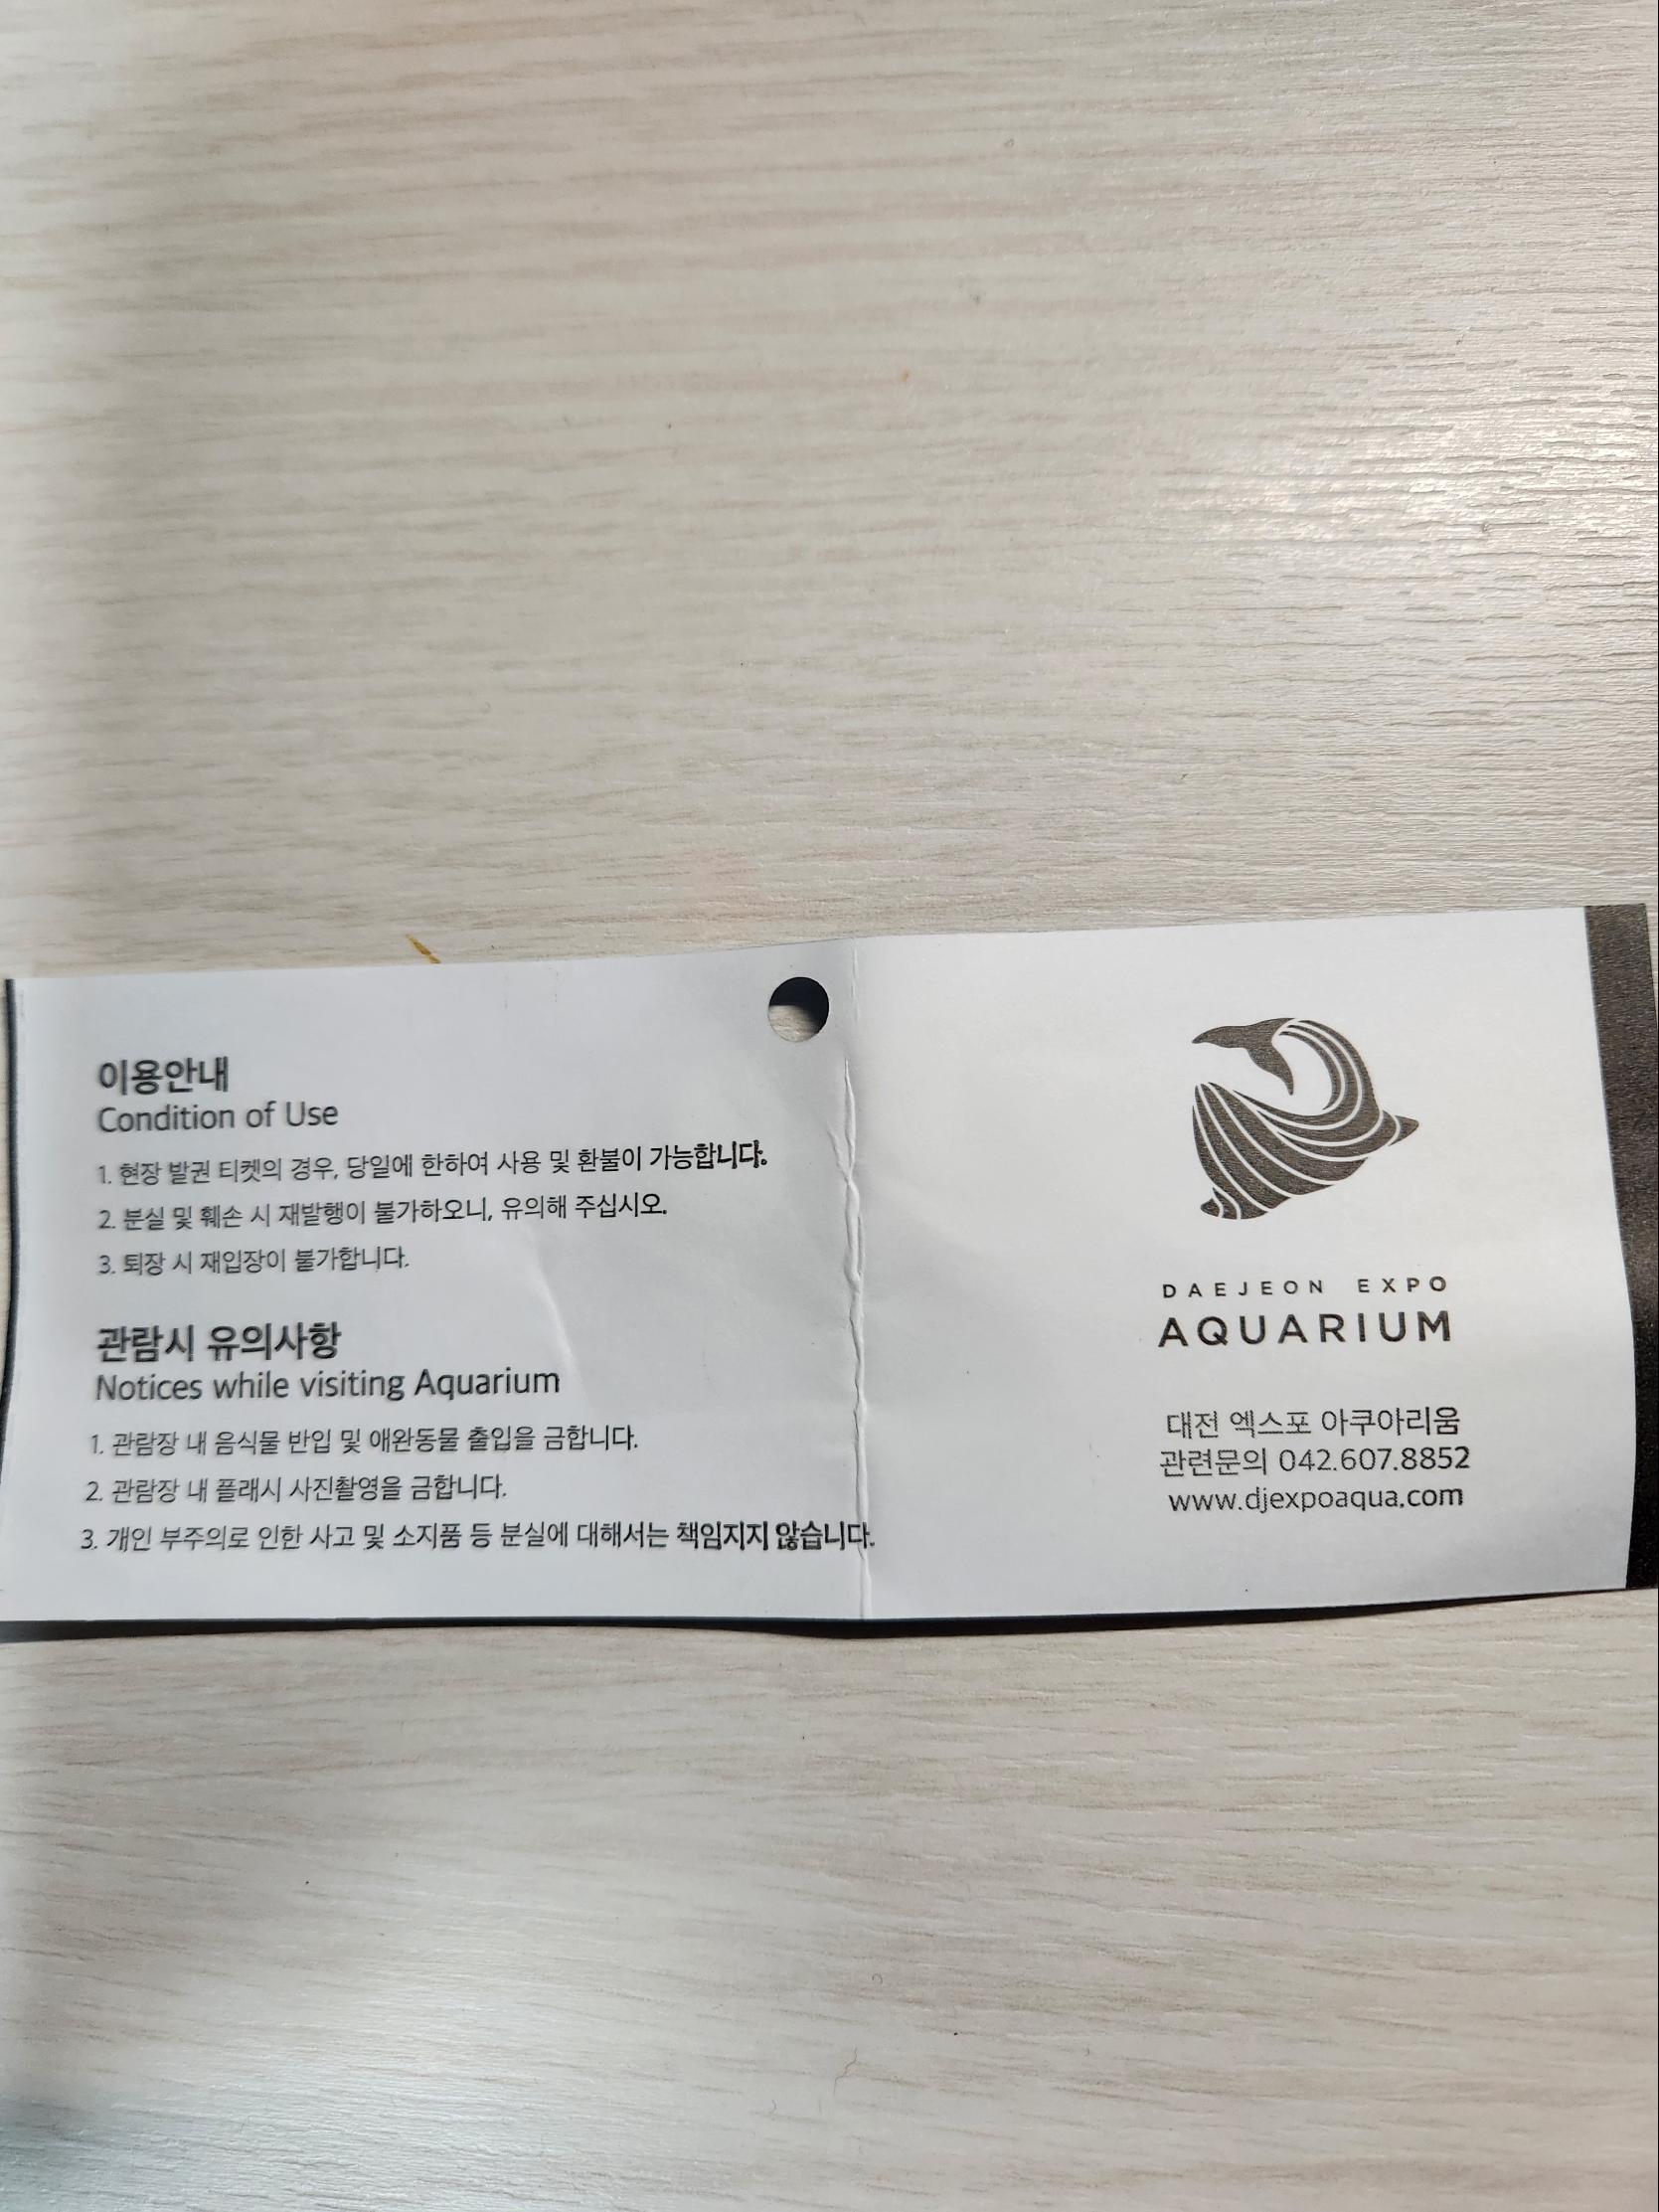 이용안내
Condition of Use
1. 현장 발권 티켓의 경우, 당일에 한하여 사용 및 환불이 가능합니다.
2. 분실 및 훼손 시 재발행이 불가하오니, 유의해 주십시오.
3. 퇴장 시 재입장이 불가합니다.
관람시 유의사항
Notices while visiting Aquarium
1. 관람장 내 음식물 반입 및 애완동물 출입을 금합니다.
2. 관람장 내 플래시 사진촬영을 금합니다.
3. 개인 부주의로 인한 사고 및 소지품 등 분실에 대해서는 책임지지 않습니다.
DAEJEON EXPO
AQUARIUM
대전 엑스포 아쿠아리움
관련문의 042.607.8852
www.djexpoaqua.com